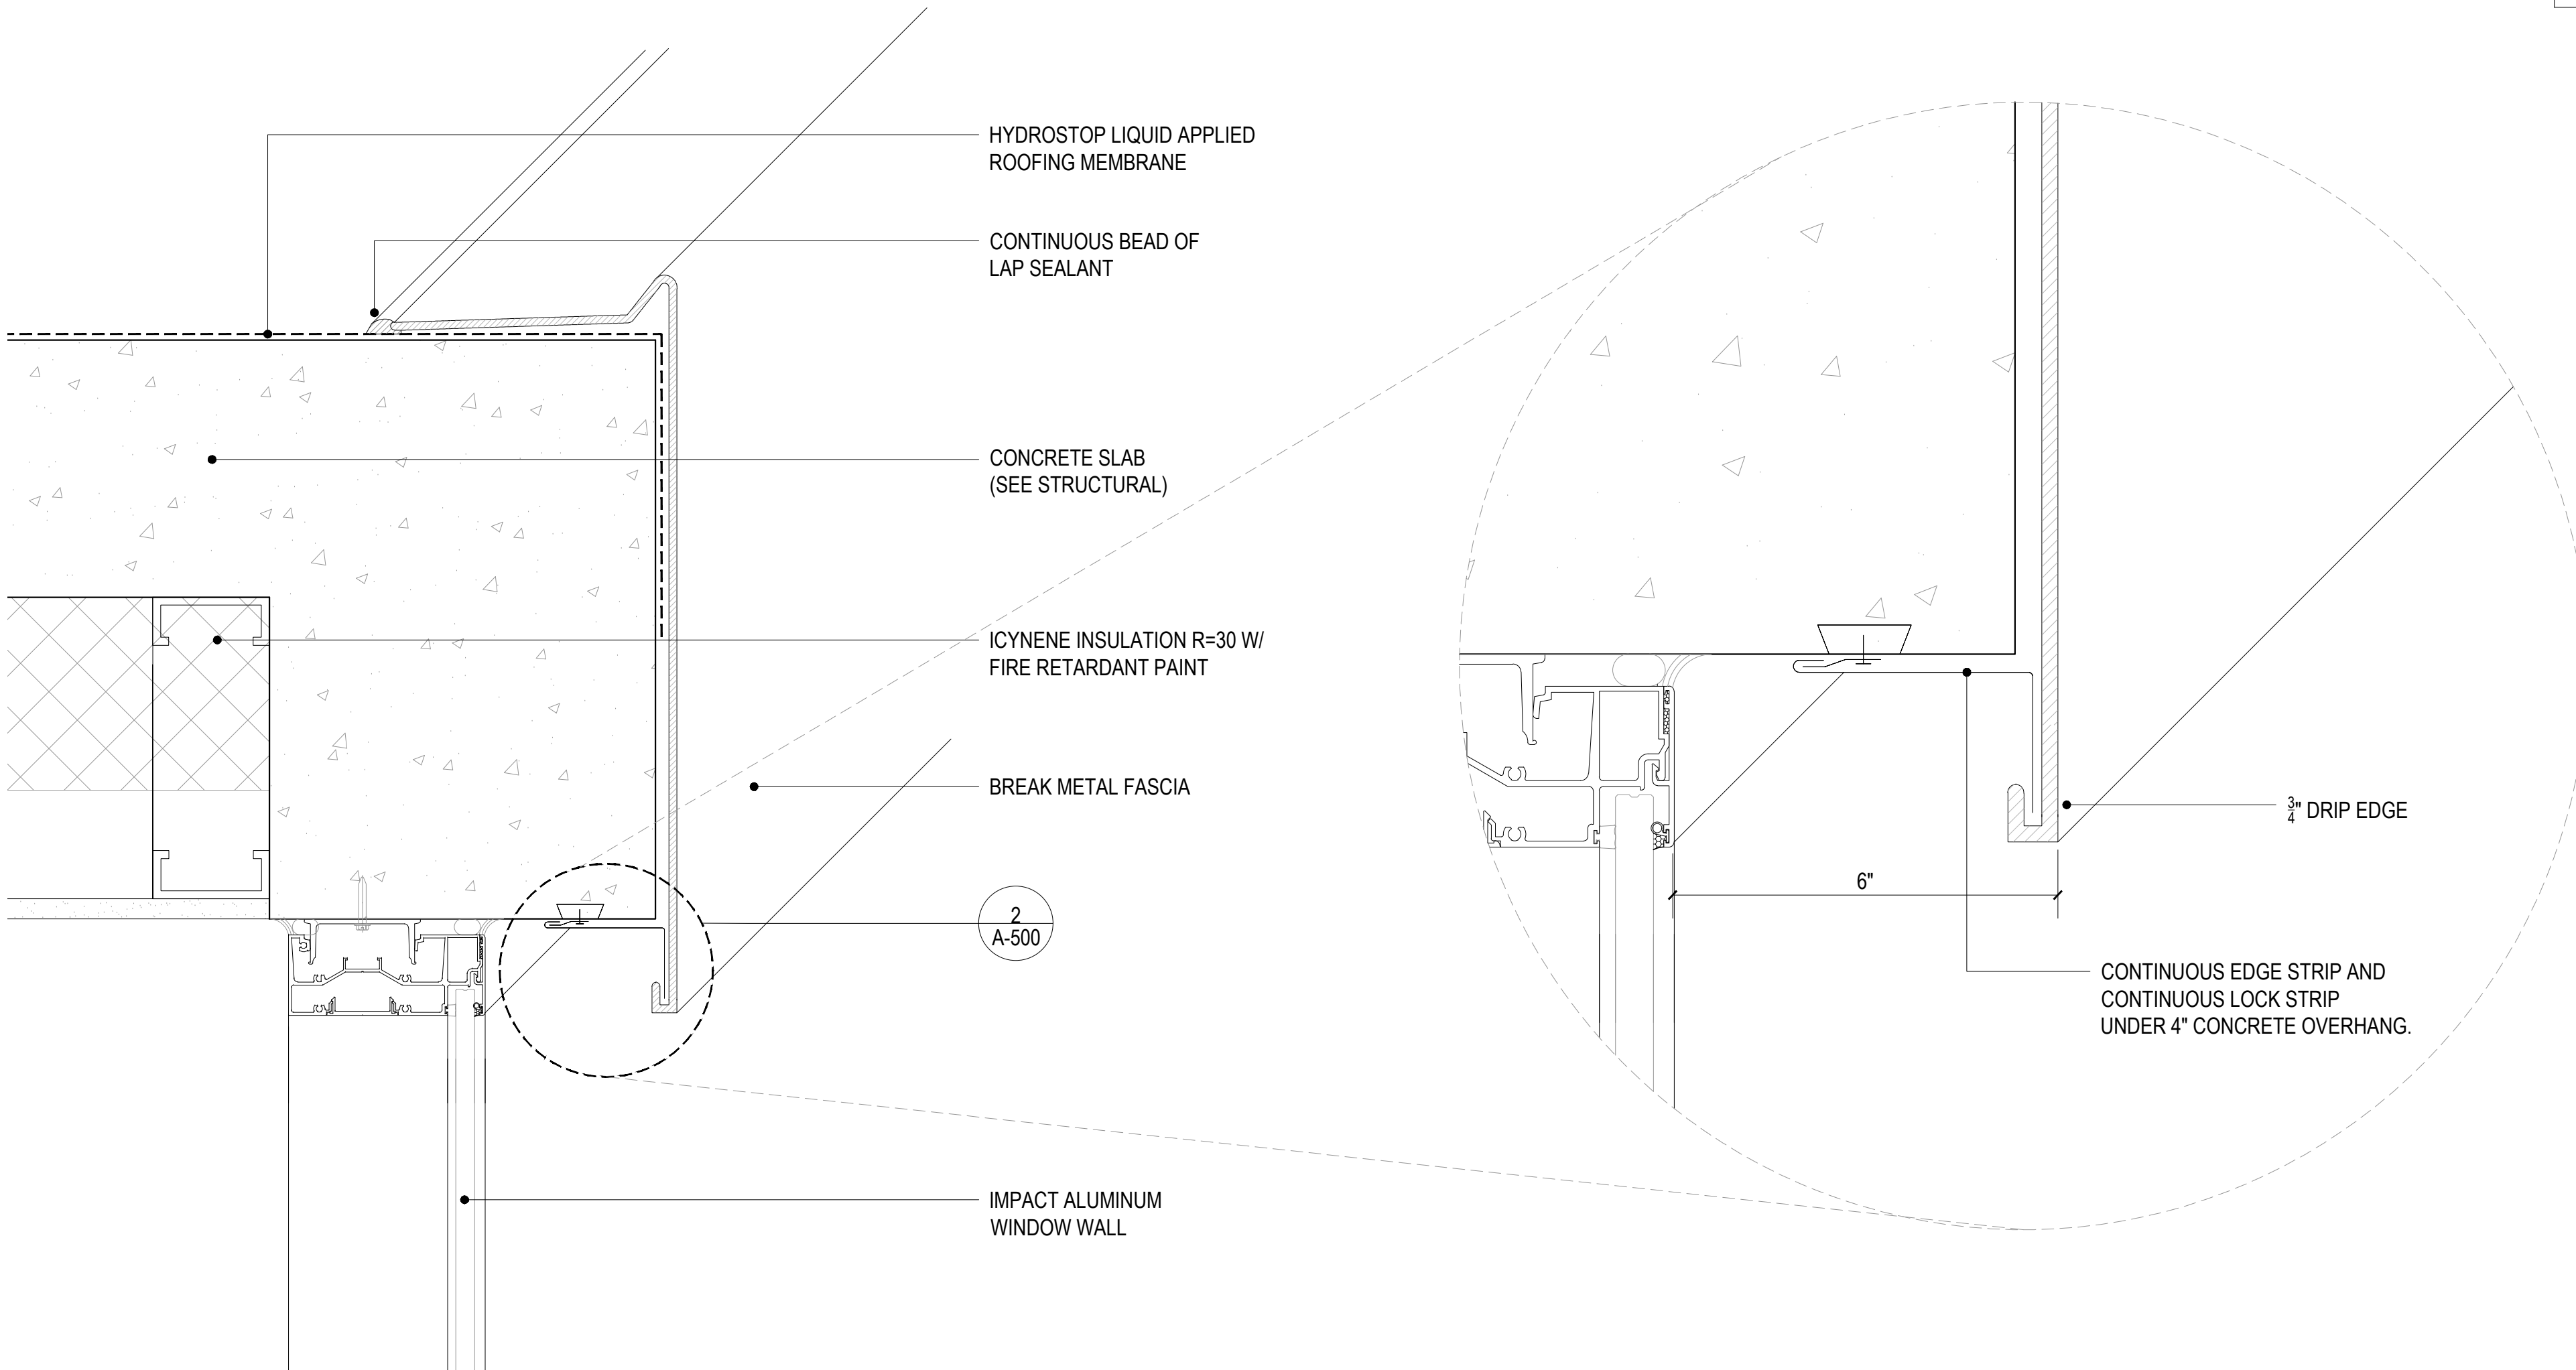 HYDROSTOP LIQUID APPLIED
ROOFING MEMBRANE
CONTINUOUS BEAD OF
LAP SEALANT
CONCRETE SLAB
(SEE STRUCTURAL)
ICYNENE INSULATION R=30 W/
FIRE RETARDANT PAINT
BREAK METAL FASCIA
2
A-500
IMPACT ALUMINUM
WINDOW WALL
3/4" DRIP EDGE
6"
CONTINUOUS EDGE STRIP AND
CONTINUOUS LOCK STRIP
UNDER 4" CONCRETE OVERHANG.